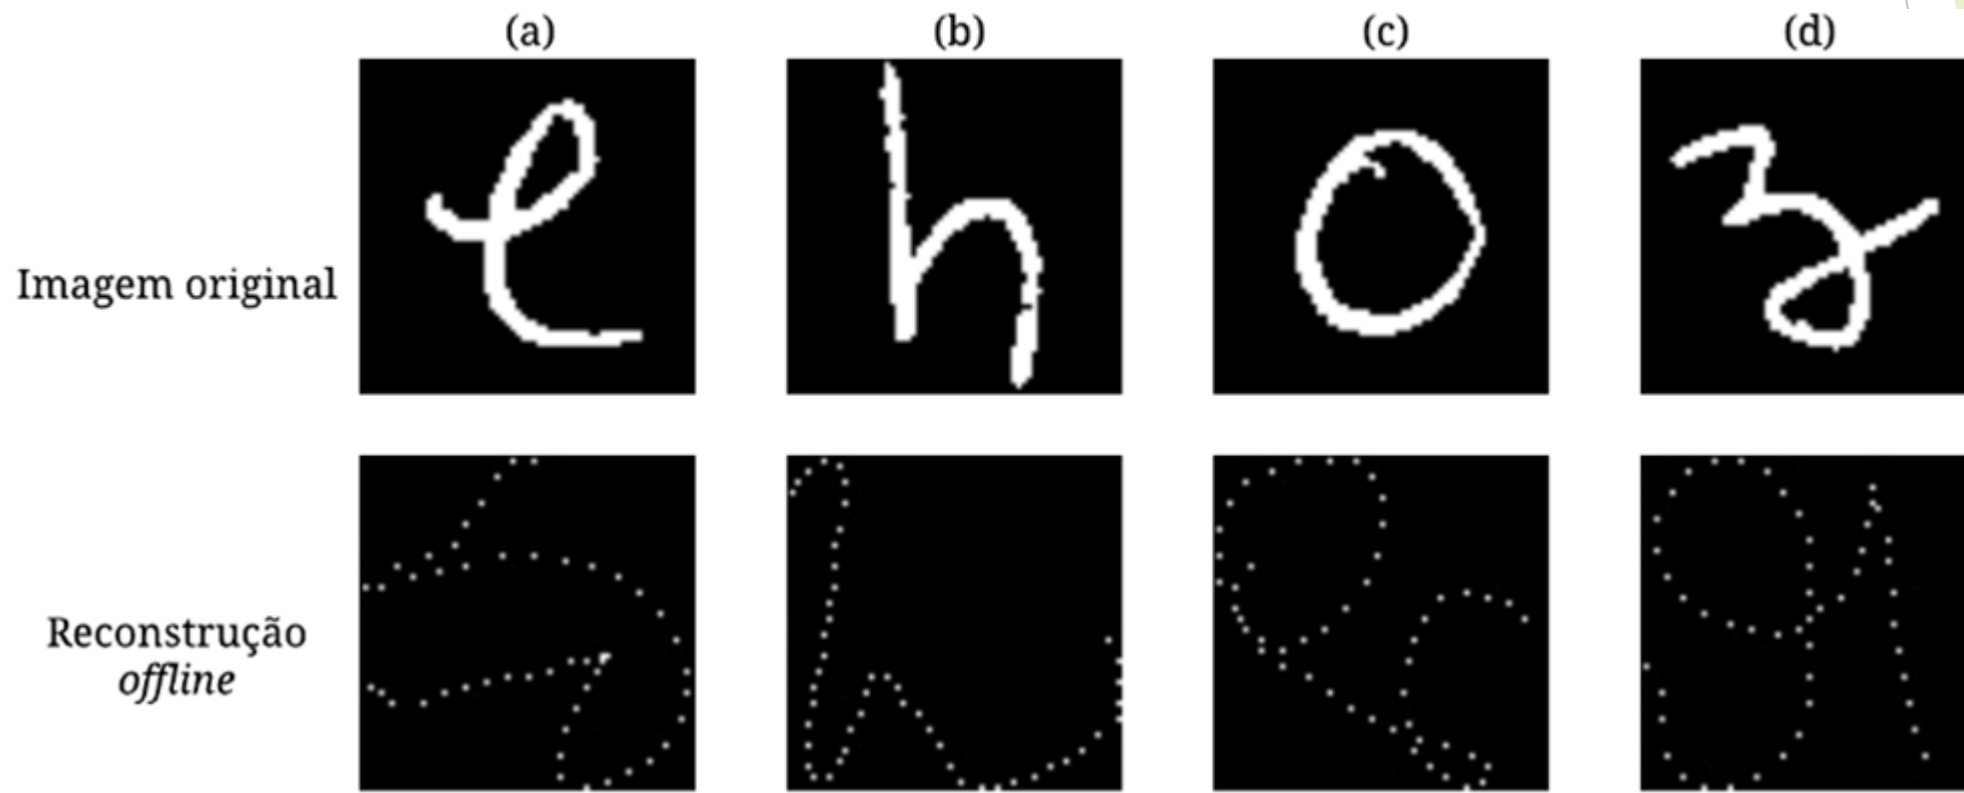 (a) (b) (c) (d)
e h o z
Imagem original
Reconstrução
offline